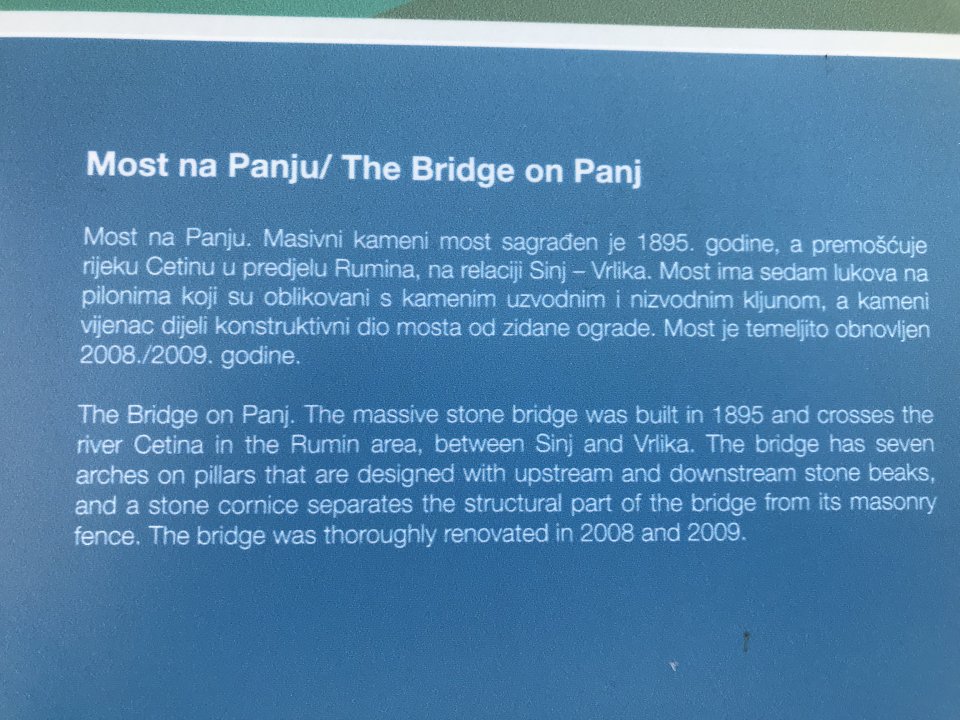 Most na Panju/ The Bridge on Panj
Most na Panju. Masivni kameni most sagrađen je 1895. godine, a premošćuje
rijeku Cetinu u predjelu Rumina, na relaciji Sinj – Vrlika. Most ima sedam lukova na
pilonima koji su oblikovani s kamenim uzvodnim i nizvodnim kljunom, a kameni
vijenac dijeli konstruktivni dio mosta od zidane ograde. Most je temeljito obnovljen
2008./2009. godine.
The Bridge on Panj. The massive stone bridge was built in 1895 and crosses the
river Cetina in the Rumin area, between Sinj and Vrlika. The bridge has seven
arches on pillars that are designed with upstream and downstream stone beaks,
and a stone cornice separates the structural part of the bridge from its masonry
fence. The bridge was thoroughly renovated in 2008 and 2009.